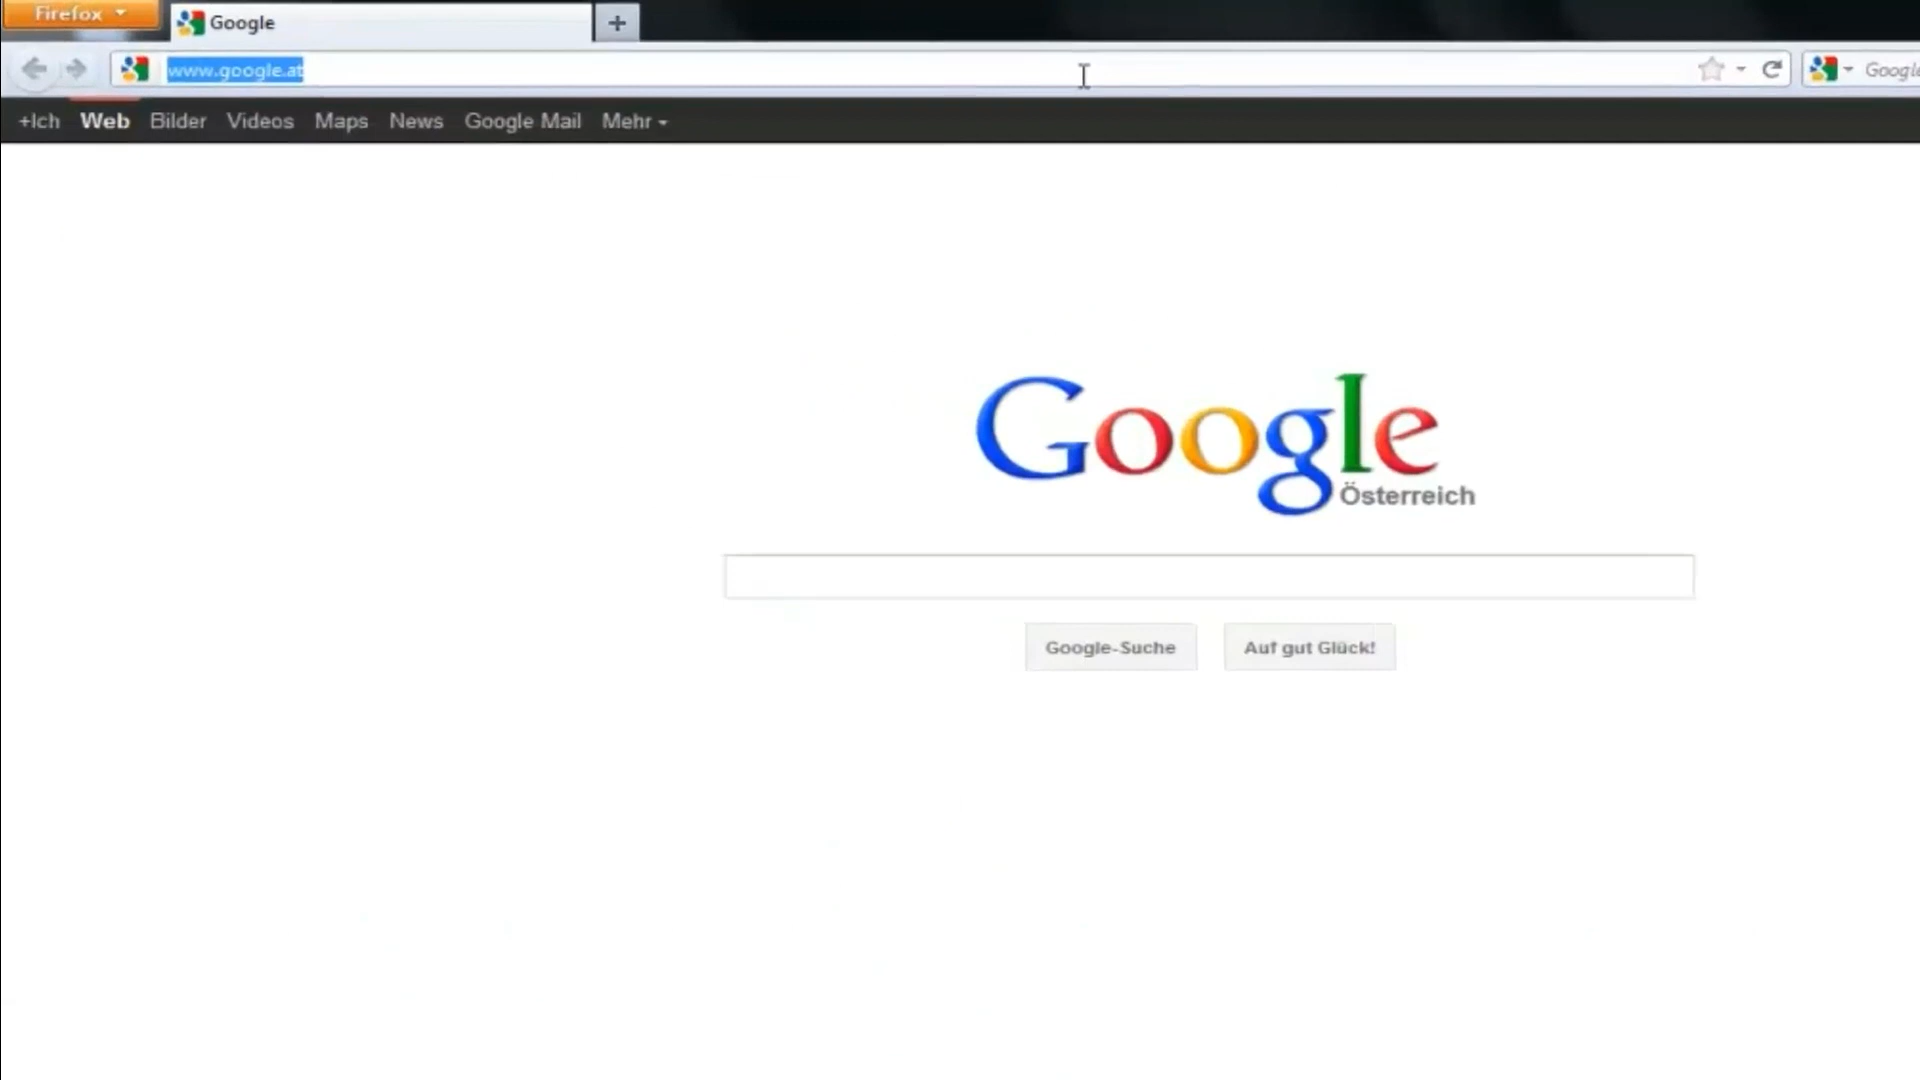 Firefox
Google
www.google.at
Google
+Ich Web Bilder Videos Maps News Google Mail Mehr
Google
Österreich
Google-Suche Auf gut Glück!